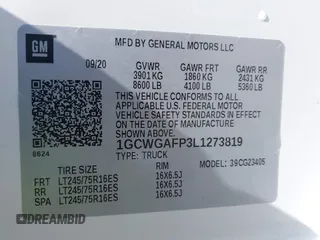 GM
MFD BY GENERAL MOTORS LLC
09/20 GVWR GAWR FRT GAWR RR
3901 KG 1860 KG 2431 KG
8600 LB 4100 LB 5360 LB
THIS VEHICLE CONFORMS TO ALL APPLICABLE
U.S. FEDERAL MOTOR VEHICLE SAFETY
STANDARDS IN EFFECT ON THE
DATE OF MANUFACTURE SHOWN ABOVE.
1GCWGAFP3L1273819
8624 TYPE: TRUCK MODEL: 39CG23405
TIRE SIZE RIM
FRT LT245/75R16ES 16X6.5J
RR LT245/75R16ES 16X6.5J
SPA LT245/75R16ES 16X6.5J
DREAMBID